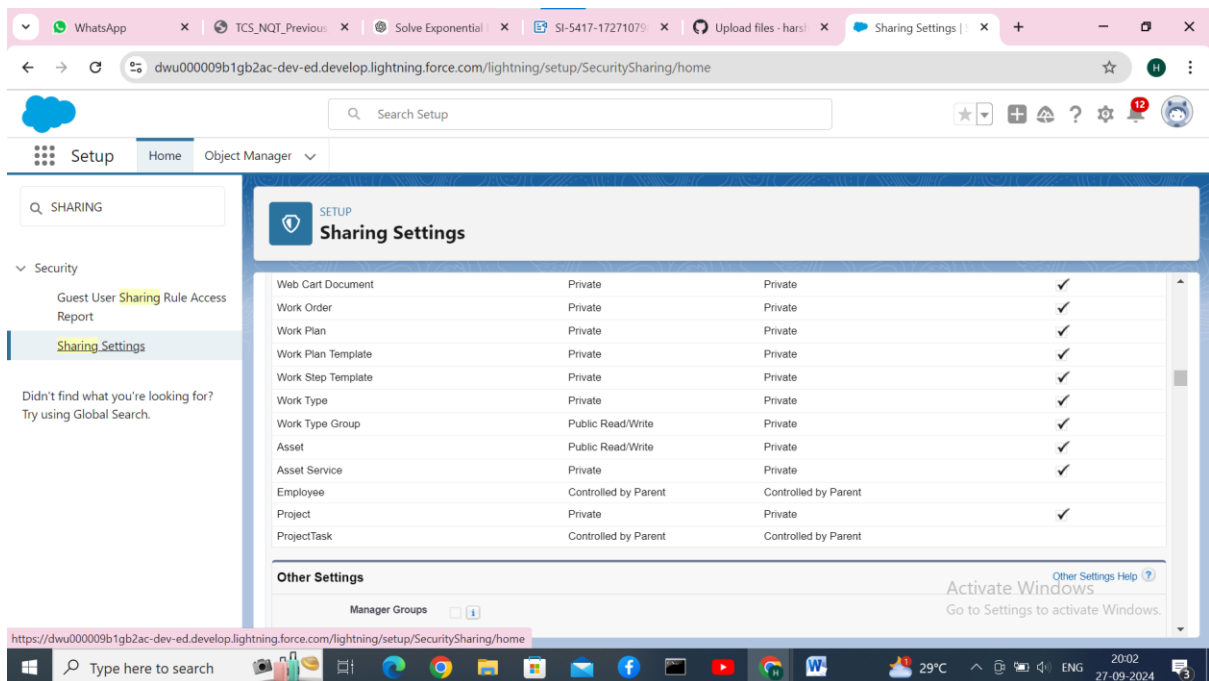 WhatsApp
TCS_NQT_Previous
Solve Exponential
SI-5417-17271079
Upload files · harsh
Sharing Settings | S
dwu000009b1gb2ac-dev-ed.develop.lightning.force.com/lightning/setup/SecuritySharing/home
H
Search Setup
12
Setup Home Object Manager
SHARING
SETUP
Sharing Settings
Security
Guest User Sharing Rule Access
Report
Sharing Settings
Didn't find what you're looking for?
Try using Global Search.
Web Cart Document Private Private
Work Order Private Private
Work Plan Private Private
Work Plan Template Private Private
Work Step Template Private Private
Work Type Private Private
Work Type Group Public Read/Write Private
Asset Public Read/Write Private
Asset Service Private Private
Employee Controlled by Parent Controlled by Parent
Project Private Private
ProjectTask Controlled by Parent Controlled by Parent
Other Settings Other Settings Help ?
Manager Groups i
Activate Windows
Go to Settings to activate Windows.
https://dwu000009b1gb2ac-dev-ed.develop.lightning.force.com/lightning/setup/SecuritySharing/home
Type here to search
29°C ENG
20:02
27-09-2024
3